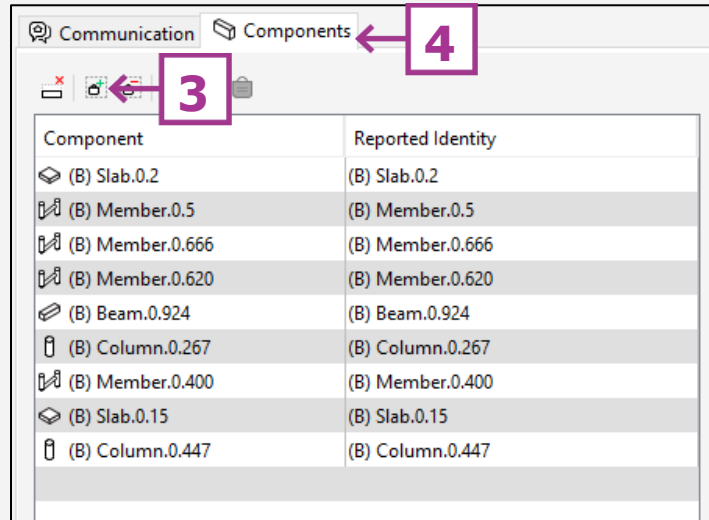 Communication Components
4
3
Component Reported Identity
(B) Slab.0.2 (B) Slab.0.2
(B) Member.0.5 (B) Member.0.5
(B) Member.0.666 (B) Member.0.666
(B) Member.0.620 (B) Member.0.620
(B) Beam.0.924 (B) Beam.0.924
(B) Column.0.267 (B) Column.0.267
(B) Member.0.400 (B) Member.0.400
(B) Slab.0.15 (B) Slab.0.15
(B) Column.0.447 (B) Column.0.447